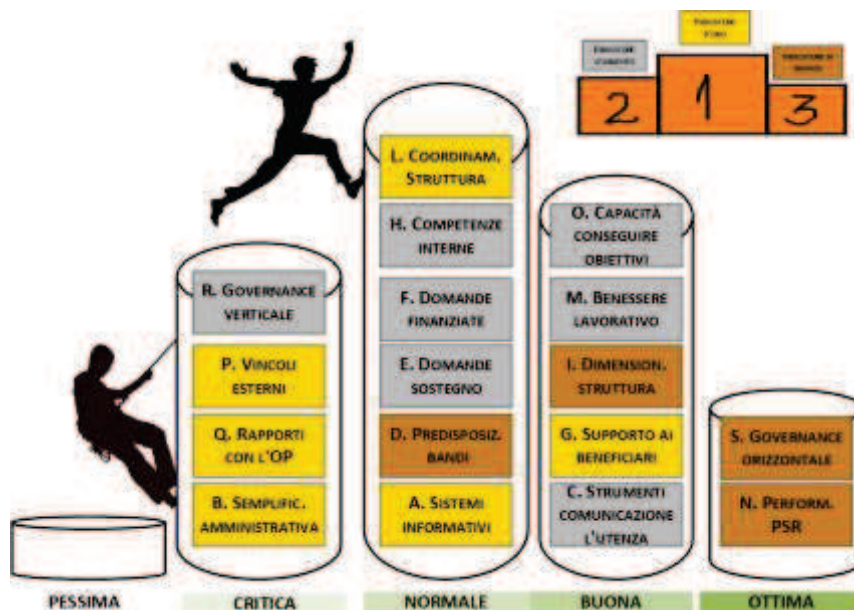 2
1
3
L. COORDINAM.
STRUTTURA
H. COMPETENZE
INTERNE
F. DOMANDE
FINANZIATE
E. DOMANDE
SOSTEGNO
D. PREDISPOSIZ.
BANDI
A. SISTEMI
INFORMATIVI
O. CAPACITÀ
CONSEGUIRE
OBIETTIVI
M. BENESSERE
LAVORATIVO
I. DIMENSION.
STRUTTURA
G. SUPPORTO AI
BENEFICIARI
C. STRUMENTI
COMUNICAZIONE
L'UTENZA
R. GOVERNANCE
VERTICALE
P. VINCOLI
ESTERNI
Q. RAPPORTI
CON L'OP
B. SEMPLIFIC.
AMMINISTRATIVA
S. GOVERNANCE
ORIZZONTALE
N. PERFORM.
PSR
PESSIMA
CRITICA
NORMALE
BUONA
OTTIMA